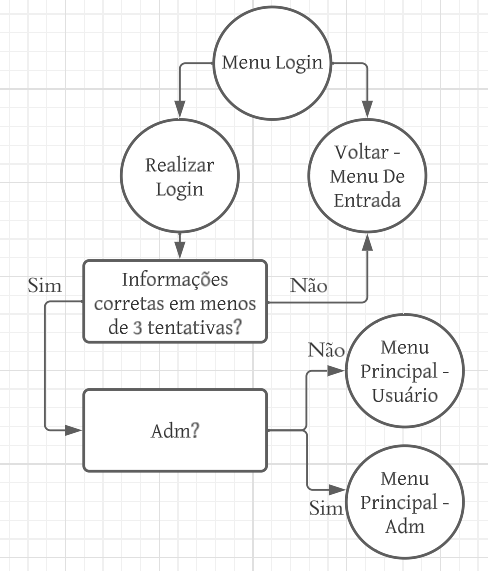 Menu Login
Realizar
Login
Voltar -
Menu De
Entrada
Informações
corretas em menos
de 3 tentativas?
Sim
Não
Adm?
Não
Menu
Principal -
Usuário
Sim
Menu
Principal -
Adm